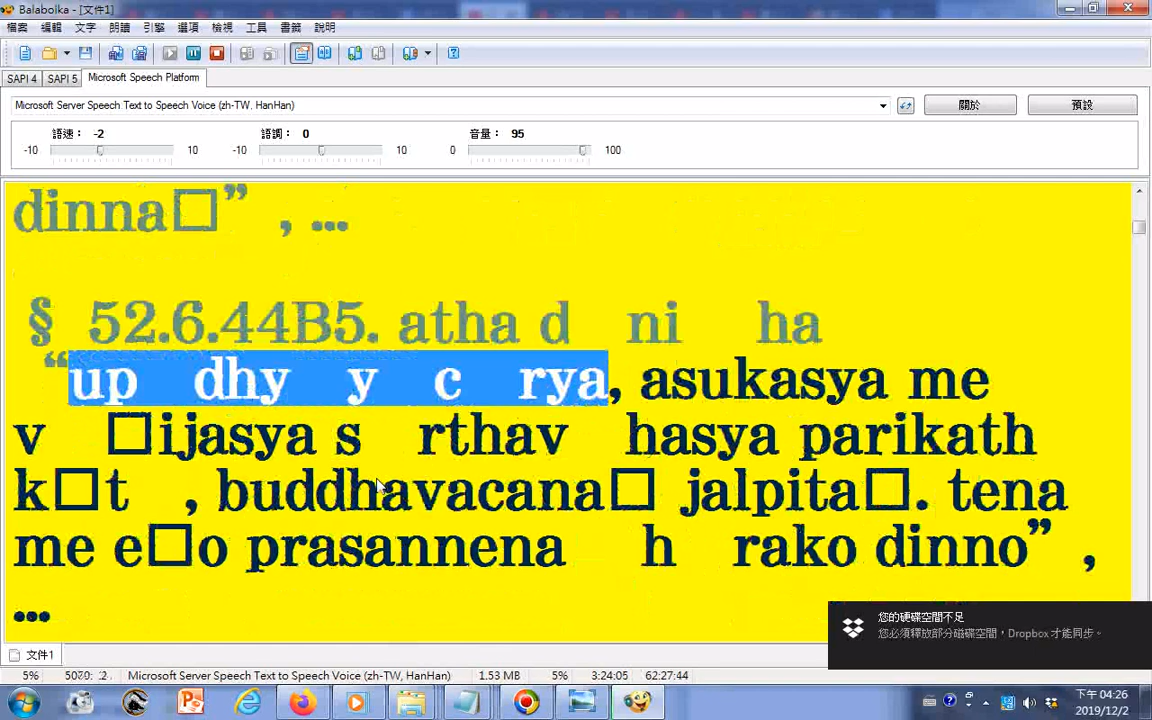 Balabolka - [文件1]
檔案 編輯 文字 朗讀 引擎 選項 檢視 工具 書籤 說明
SAPI 4 SAPI 5 Microsoft Speech Platform
Microsoft Server Speech Text to Speech Voice (zh-TW, HanHan)
關於 預設
語速： -2 語調： 0 音量： 95
-10 10 -10 10 0 100
dinna□” , ...
§ 52.6.44B5. atha d ni ha
“up dhy y c rya, asukasya me
v □ijasya s rthav hasya parikath
k□t , buddhavacana□ jalpita□. tena
me e□o prasannena h rako dinno” ,
...
您的硬碟空間不足
您必須釋放部分磁碟空間，Dropbox 才能同步。
文件1
5% Microsoft Server Speech Text to Speech Voice (zh-TW, HanHan) 1.53 MB 5% 3:24:05 62:27:44
下午 04:26
2019/12/2